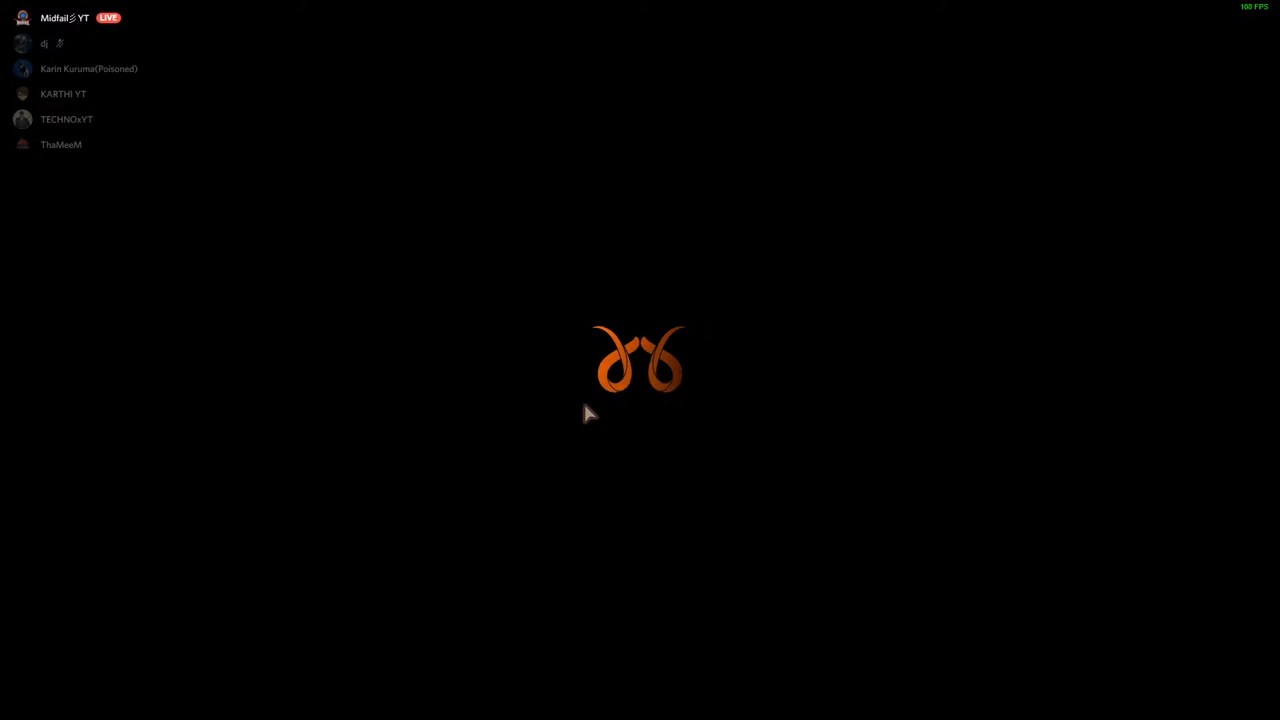 Midfail彡YT LIVE
105 FPS
dj
Karin Kuruma(Poisoned)
KARTHI YT
TECHNOxYT
ThaMeeM